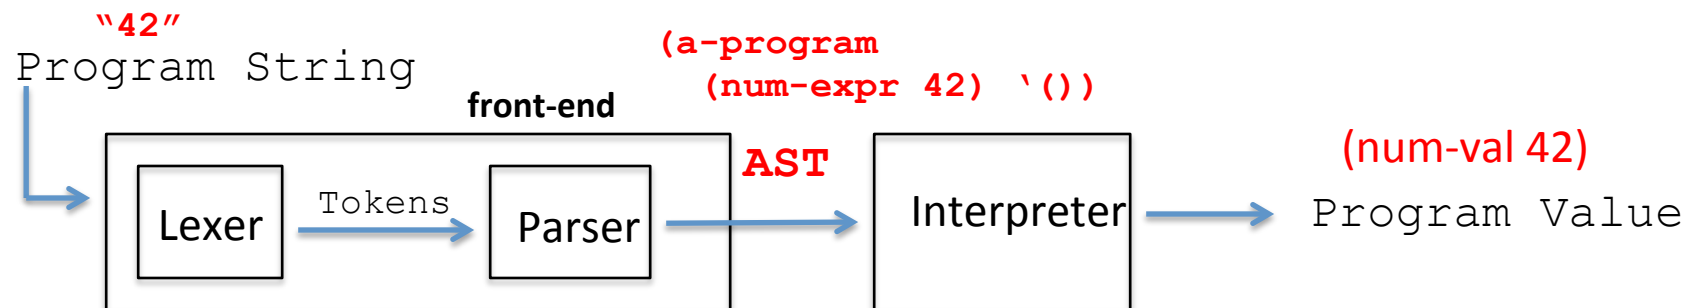 “42”
Program String
(a-program
(num-expr 42) ‘())
front-end
AST
(num-val 42)
Lexer
Tokens
Parser
Interpreter
Program Value